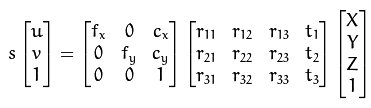 s [u v 1] = [f_x 0 c_x; 0 f_y c_y; 0 0 1] [r_11 r_12 r_13 t_1; r_21 r_22 r_23 t_2; r_31 r_32 r_33 t_3] [X Y Z 1]